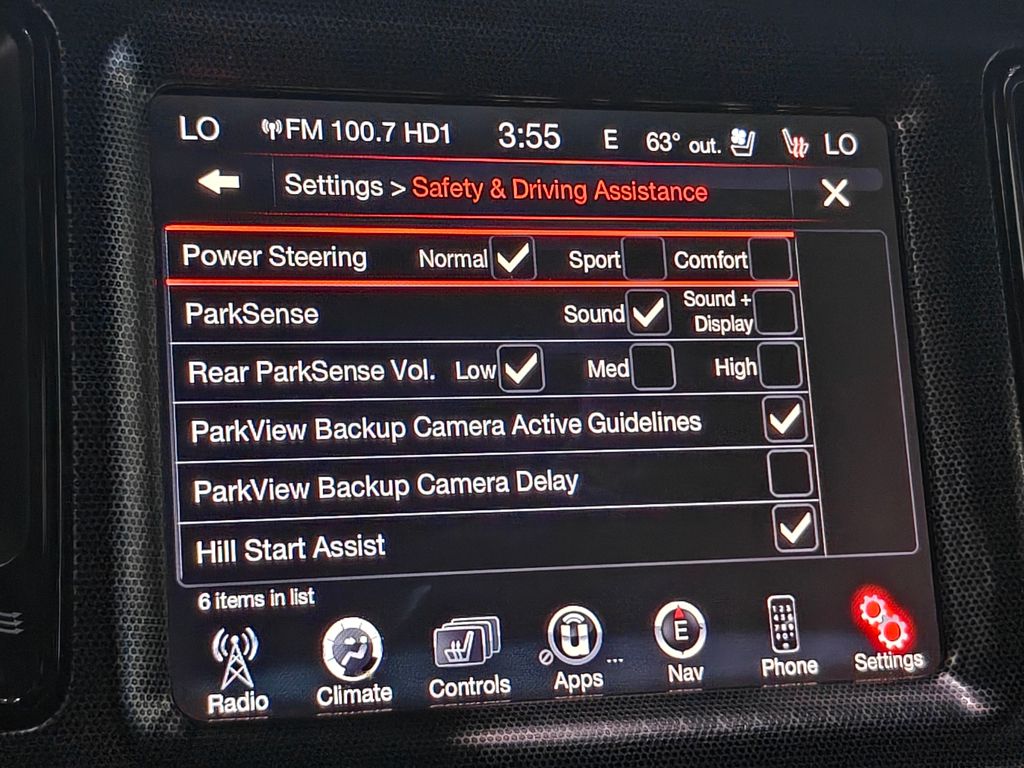 LO FM 100.7 HD1 3:55 E 63° out. LO
Settings > Safety & Driving Assistance
Power Steering Normal Sport Comfort
ParkSense Sound Sound + Display
Rear ParkSense Vol. Low Med High
ParkView Backup Camera Active Guidelines
ParkView Backup Camera Delay
Hill Start Assist
6 items in list
U E
Radio Climate Controls Apps ... Nav Phone Settings